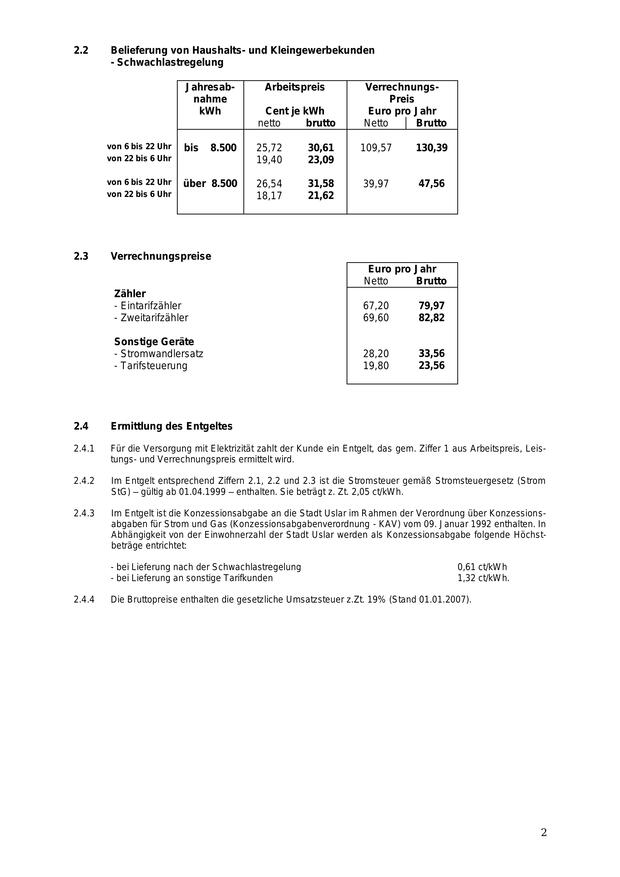 2.2 Belieferung von Haushalts- und Kleingewerbekunden
- Schwachlastregelung
Jahresab- Arbeitspreis Verrechnungs-
nahme Preis
kWh Cent je kWh Euro pro Jahr
netto brutto Netto Brutto
von 6 bis 22 Uhr bis 8.500 25,72 30,61 109,57 130,39
von 22 bis 6 Uhr 19,40 23,09
von 6 bis 22 Uhr über 8.500 26,54 31,58 39,97 47,56
von 22 bis 6 Uhr 18,17 21,62
2.3 Verrechnungspreise
Euro pro Jahr
Netto Brutto
Zähler
- Eintarifzähler 67,20 79,97
- Zweitarifzähler 69,60 82,82
Sonstige Geräte
- Stromwandlersatz 28,20 33,56
- Tarifsteuerung 19,80 23,56
2.4 Ermittlung des Entgeltes
2.4.1 Für die Versorgung mit Elektrizität zahlt der Kunde ein Entgelt, das gem. Ziffer 1 aus Arbeitspreis, Leis-
tungs- und Verrechnungspreis ermittelt wird.
2.4.2 Im Entgelt entsprechend Ziffern 2.1, 2.2 und 2.3 ist die Stromsteuer gemäß Stromsteuergesetz (Strom
StG) – gültig ab 01.04.1999 – enthalten. Sie beträgt z. Zt. 2,05 ct/kWh.
2.4.3 Im Entgelt ist die Konzessionsabgabe an die Stadt Uslar im Rahmen der Verordnung über Konzessions-
abgaben für Strom und Gas (Konzessionsabgabenverordnung - KAV) vom 09. Januar 1992 enthalten. In
Abhängigkeit von der Einwohnerzahl der Stadt Uslar werden als Konzessionsabgabe folgende Höchst-
beträge entrichtet:
- bei Lieferung nach der Schwachlastregelung 0,61 ct/kWh
- bei Lieferung an sonstige Tarifkunden 1,32 ct/kWh.
2.4.4 Die Bruttopreise enthalten die gesetzliche Umsatzsteuer z.Zt. 19% (Stand 01.01.2007).
2